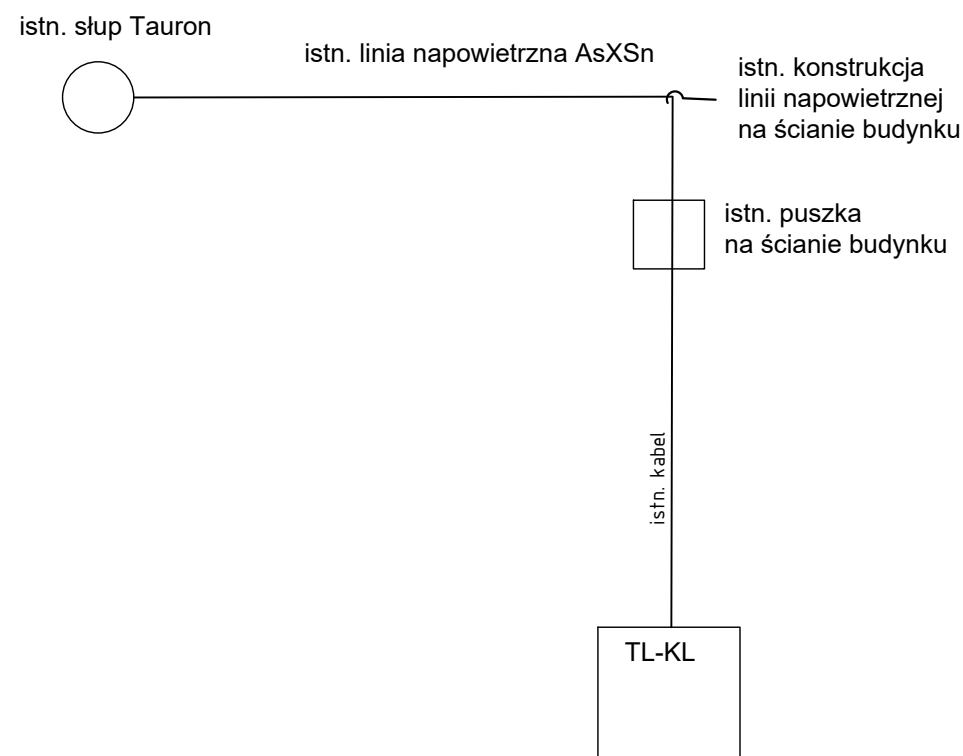 istn. słup Tauron
istn. linia napowietrzna AsXSn
istn. konstrukcja
linii napowietrznej
na ścianie budynku
istn. puszka
na ścianie budynku
istn. kabel
TL-KL